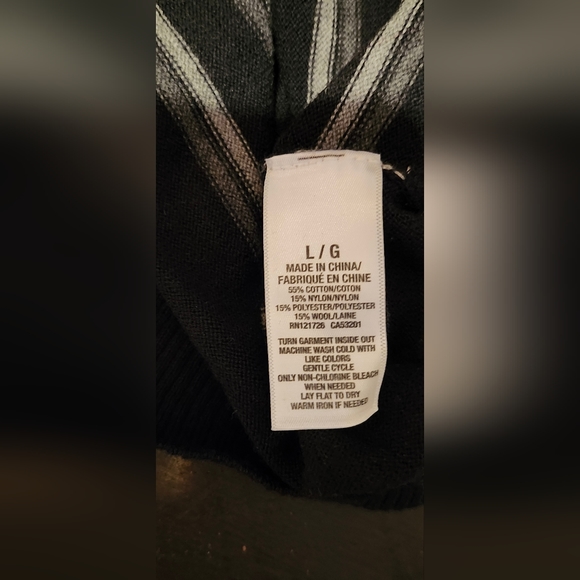 L / G
MADE IN CHINA/
FABRIQUÉ EN CHINE
55% COTTON/COTON
15% NYLON/NYLON
15% POLYESTER/POLYESTER
15% WOOL/LAINE
RN121726 CA53201
TURN GARMENT INSIDE OUT
MACHINE WASH COLD WITH
LIKE COLORS
GENTLE CYCLE
ONLY NON-CHLORINE BLEACH
WHEN NEEDED
LAY FLAT TO DRY
WARM IRON IF NEEDED